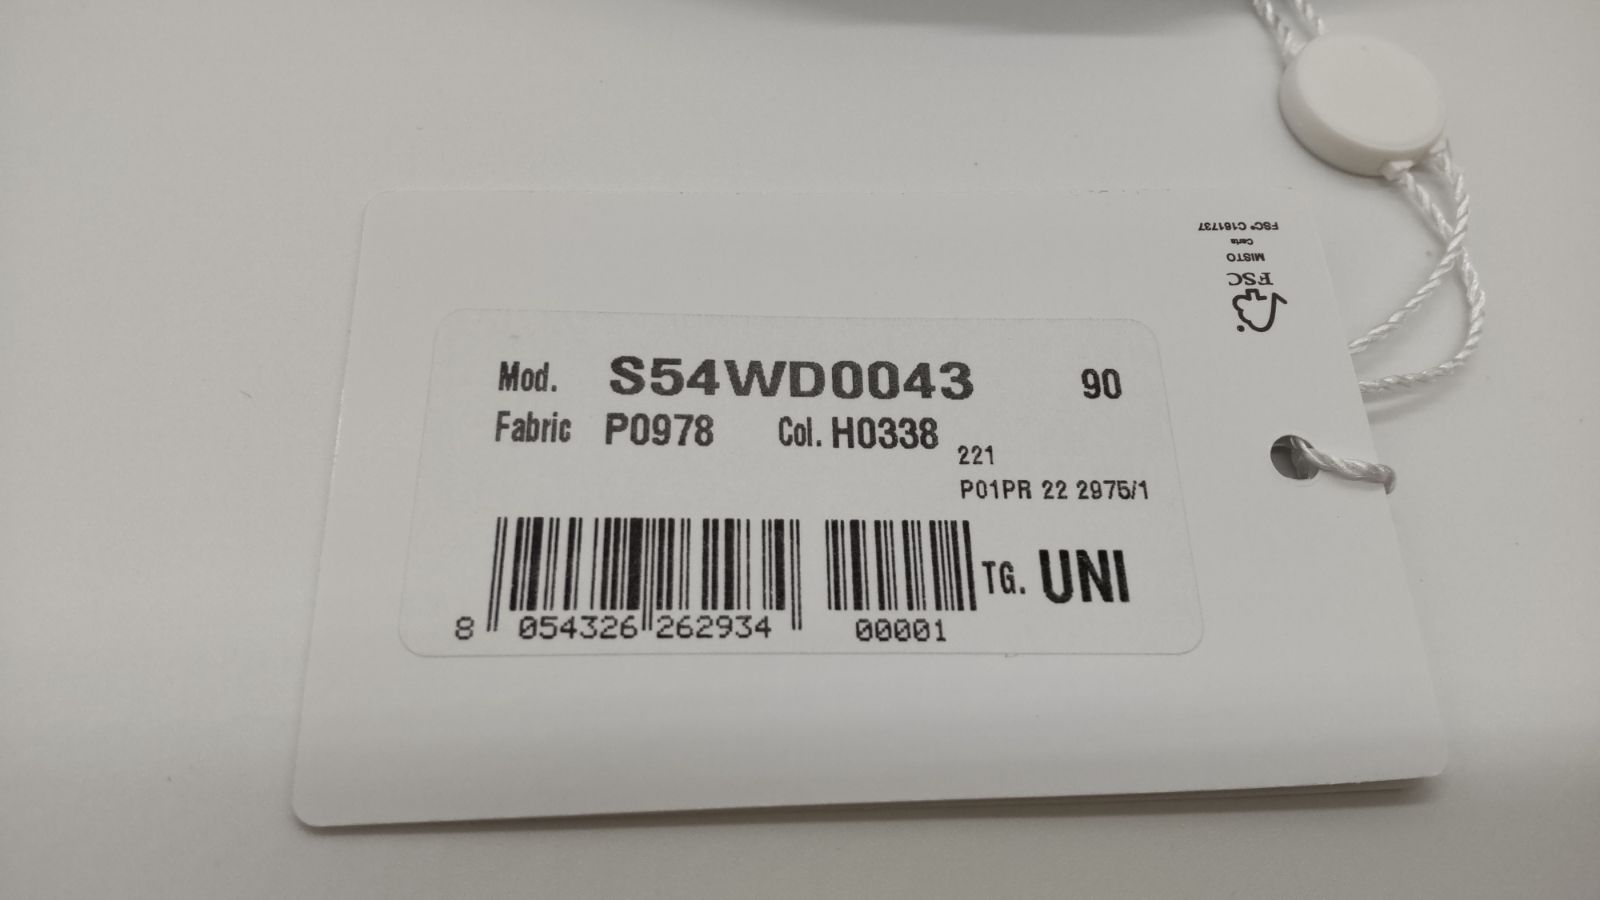 Mod. S54WD0043 90
Fabric P0978 Col. H0338
221
P01PR 22 2975/1
TG. UNI
8 054326 262934 00001
FSC
MISTO
Carta
FSC® C161737